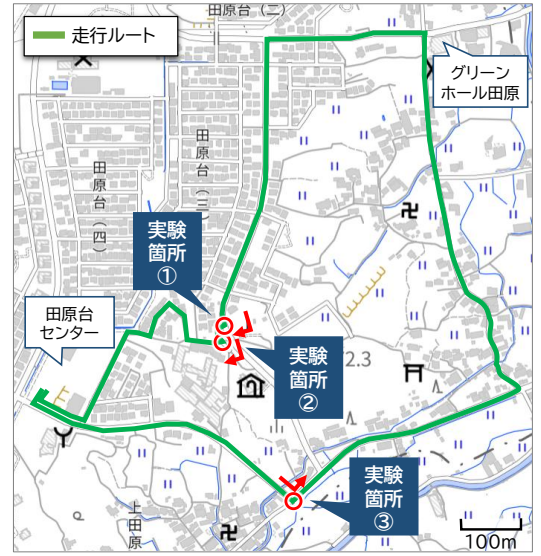 田原台（二）
走行ルート
グリーン
ホール田原
田原台（三）
田原台（四）
実験
箇所
①
田原台
センター
実験
箇所
②
72.3
実験
箇所
③
上田原
100m